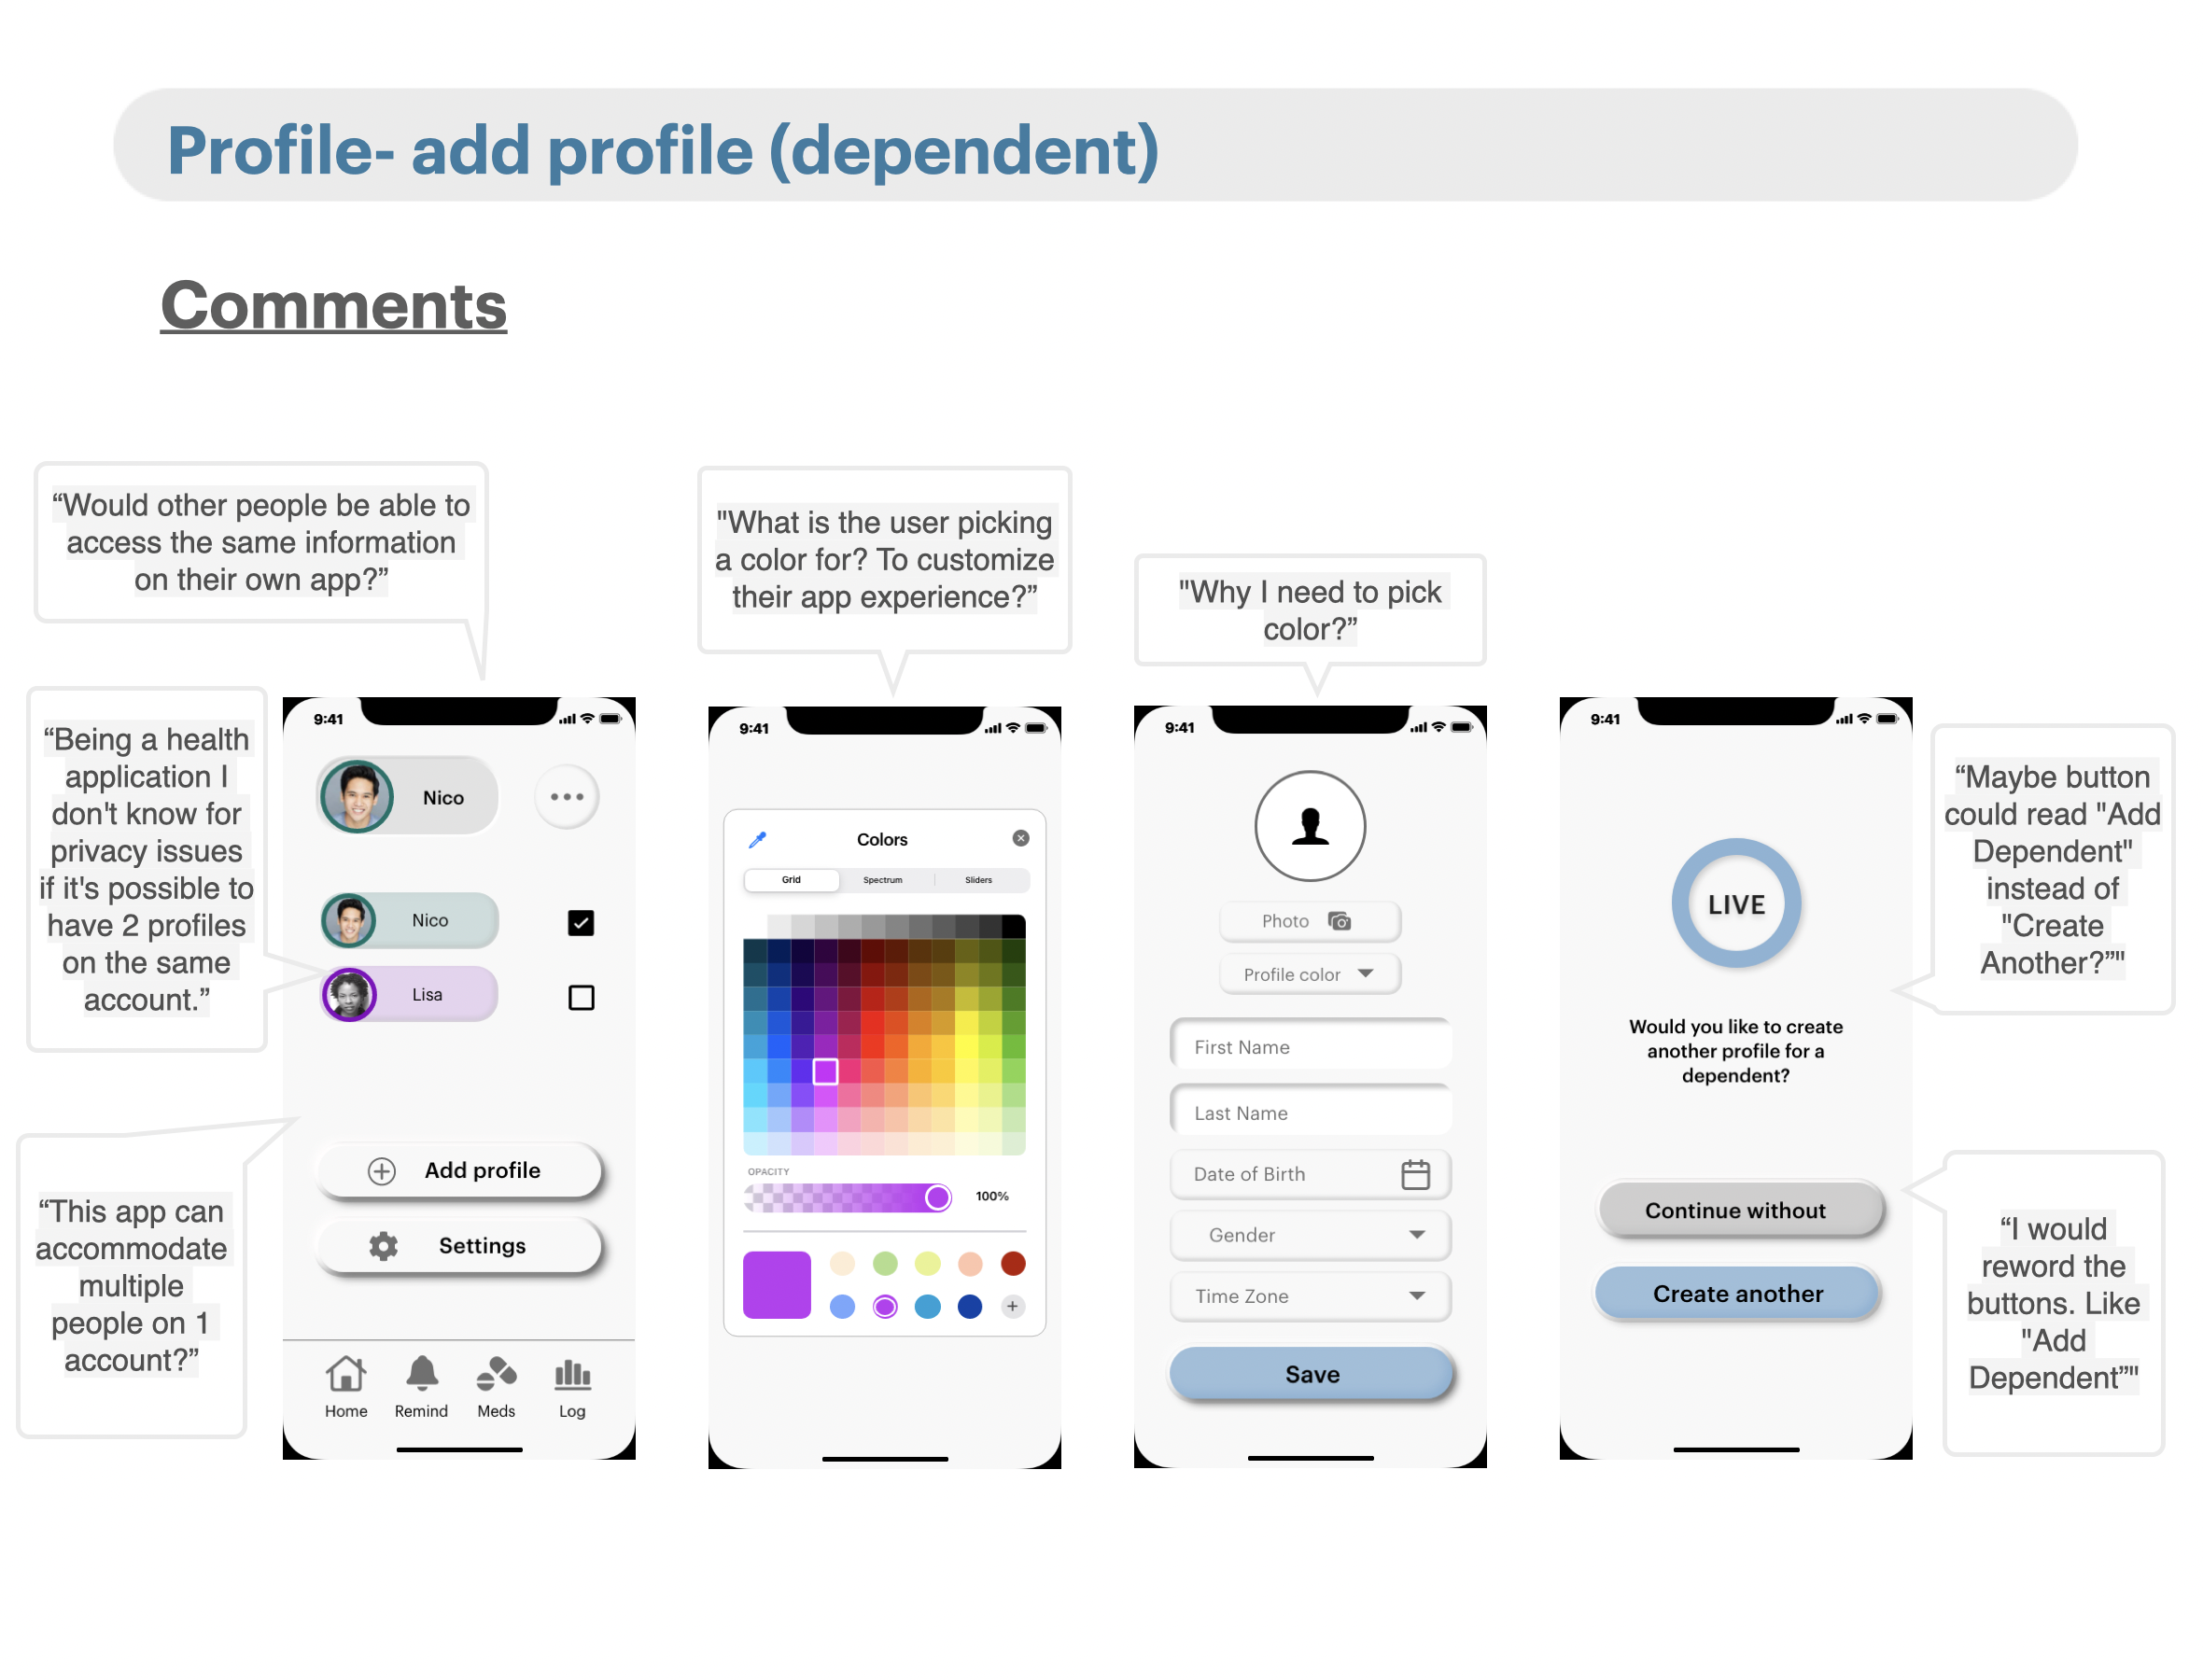 Profile- add profile (dependent)
Comments
“Would other people be able to
access the same information
on their own app?”
"What is the user picking
a color for? To customize
their app experience?”
"Why I need to pick
color?”
“Being a health
application I
don't know for
privacy issues
if it's possible to
have 2 profiles
on the same
account.”
“This app can
accommodate
multiple
people on 1
account?”
9:41
Nico
Nico
Lisa
Add profile
Settings
Home
Remind
Meds
Log
9:41
Colors
Grid
Spectrum
Sliders
OPACITY
100%
9:41
Photo
Profile color
First Name
Last Name
Date of Birth
Gender
Time Zone
Save
9:41
LIVE
Would you like to create
another profile for a
dependent?
Continue without
Create another
“Maybe button
could read "Add
Dependent"
instead of
"Create
Another?”"
“I would
reword the
buttons. Like
"Add
Dependent”"